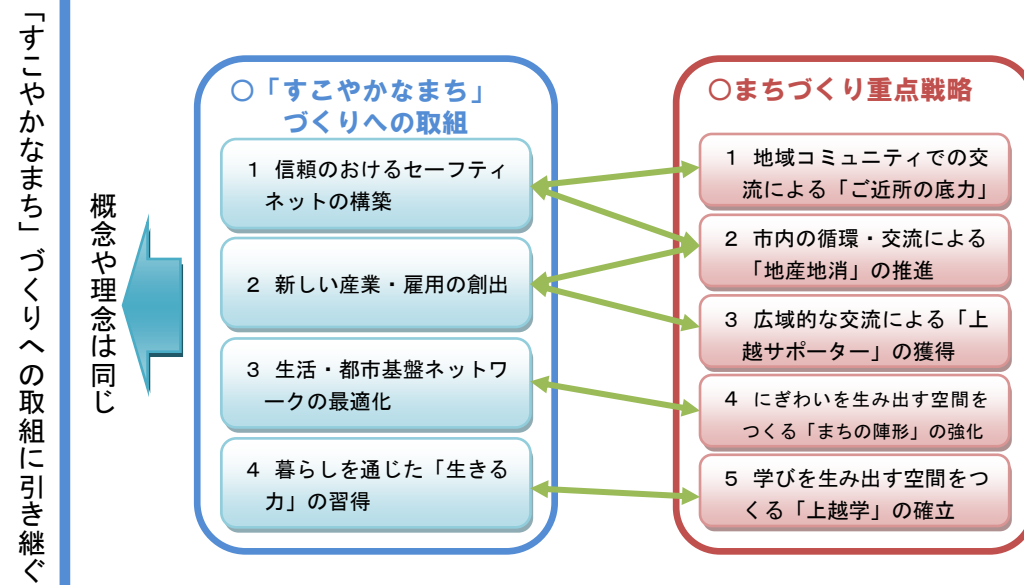 「すこやかなまち」づくりへの取組に引き継ぐ
概念や理念は同じ
○「すこやかなまち」
づくりへの取組
1 信頼のおけるセーフティ
ネットの構築
2 新しい産業・雇用の創出
3 生活・都市基盤ネットワ
ークの最適化
4 暮らしを通じた「生きる
力」の習得
○まちづくり重点戦略
1 地域コミュニティでの交
流による「ご近所の底力」
2 市内の循環・交流による
「地産地消」の推進
3 広域的な交流による「上
越サポーター」の獲得
4 にぎわいを生み出す空間を
つくる「まちの陣形」の強化
5 学びを生み出す空間をつ
くる「上越学」の確立